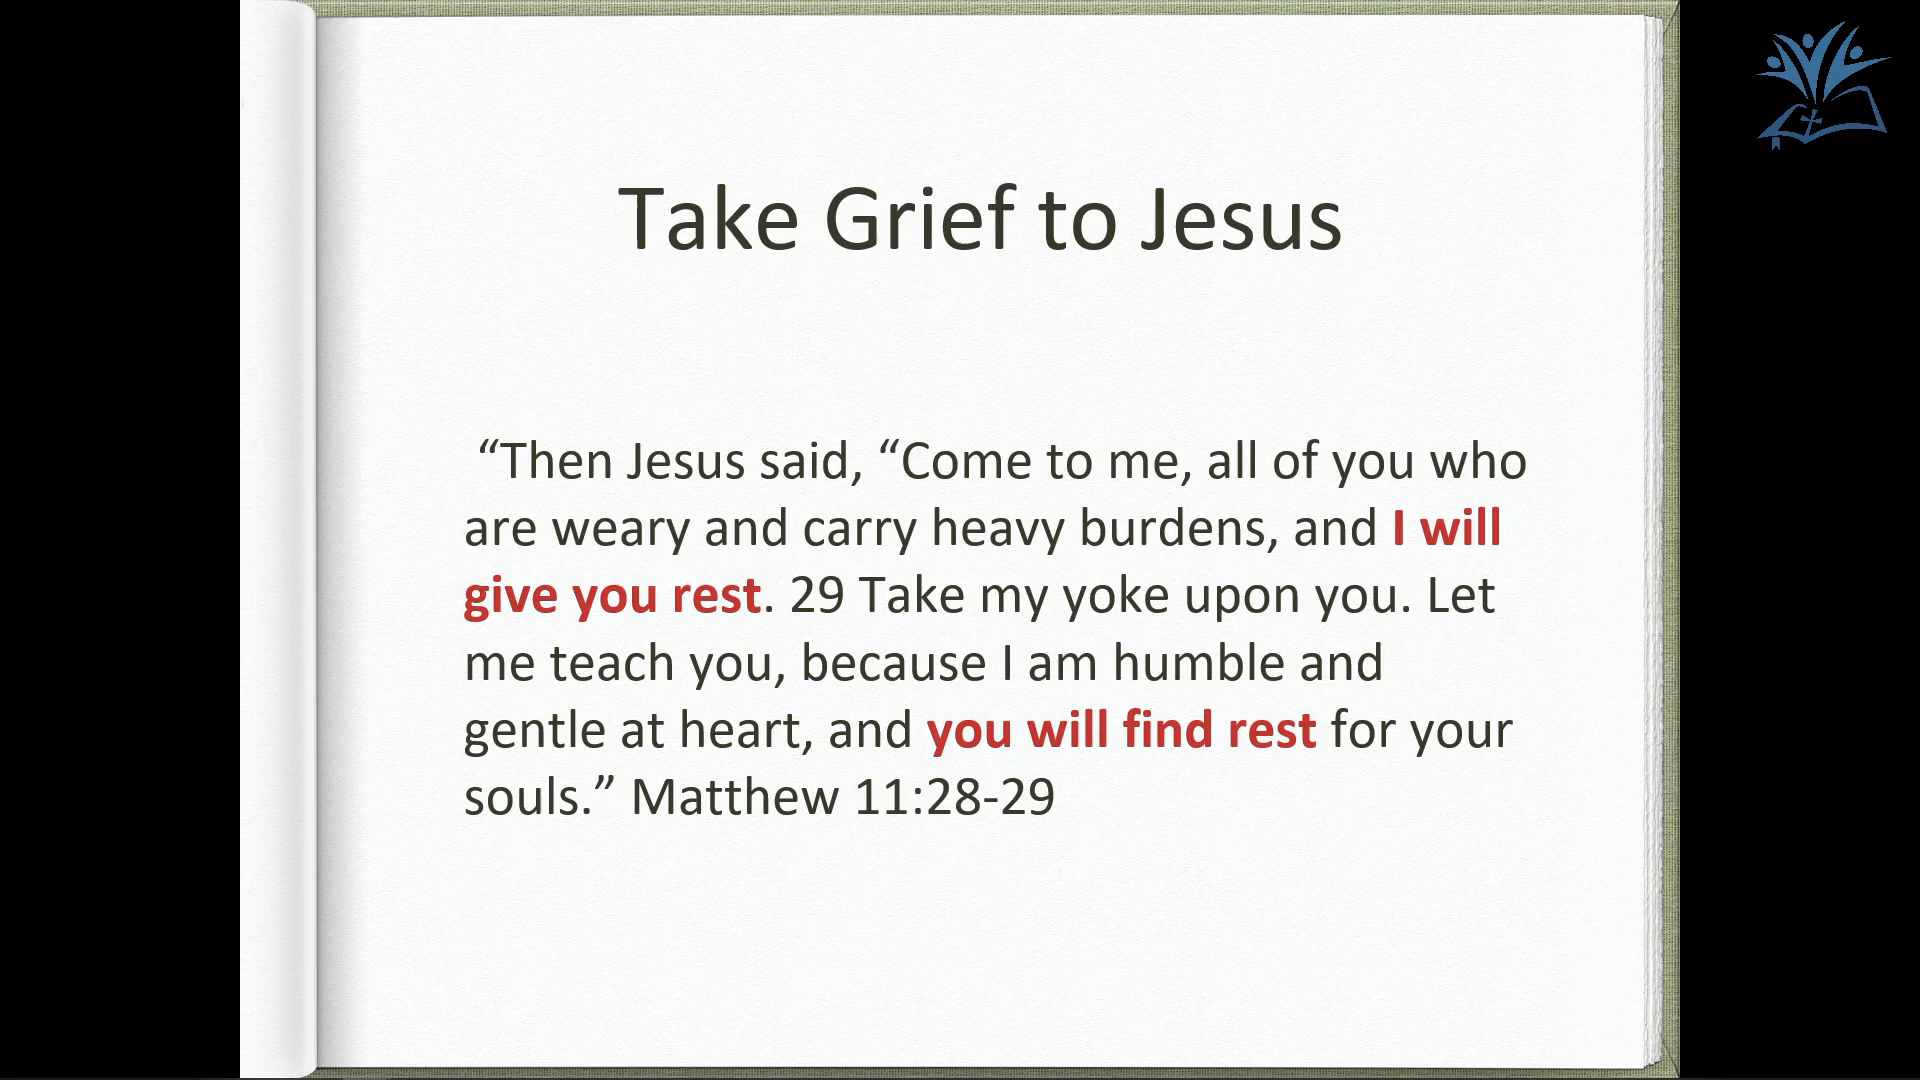 Take Grief to Jesus
“Then Jesus said, “Come to me, all of you who
are weary and carry heavy burdens, and I will
give you rest. 29 Take my yoke upon you. Let
me teach you, because I am humble and
gentle at heart, and you will find rest for your
souls.” Matthew 11:28-29